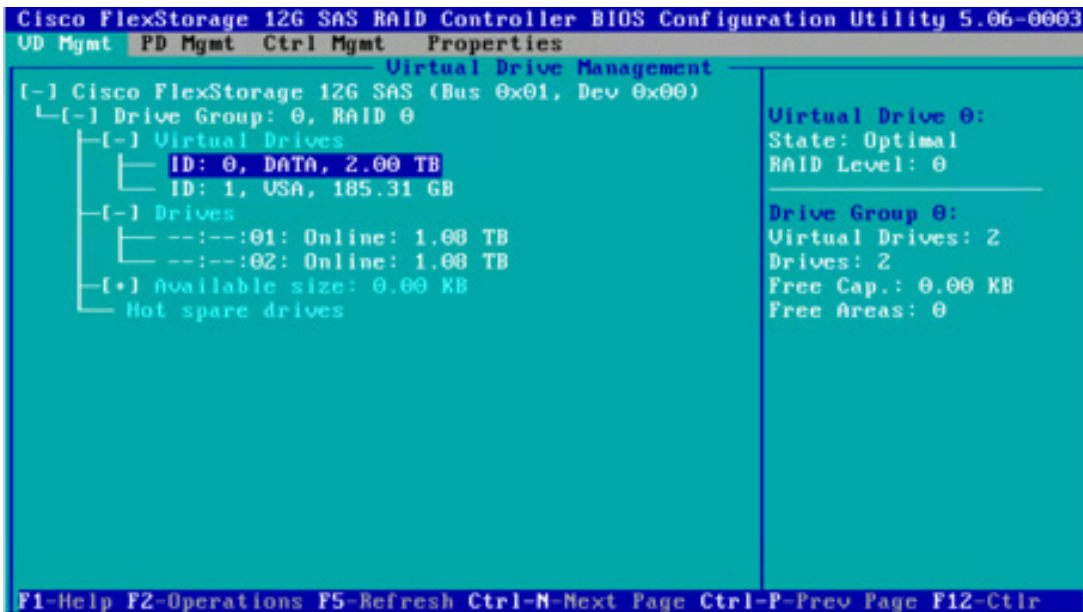 Cisco FlexStorage 12G SAS RAID Controller BIOS Configuration Utility 5.06-0003
VD Mgmt PD Mgmt Ctrl Mgmt Properties
Virtual Drive Management
[-] Cisco FlexStorage 12G SAS (Bus 0x01, Dev 0x00)
[-] Drive Group: 0, RAID 0
[-] Virtual Drives
ID: 0, DATA, 2.00 TB
ID: 1, VSA, 185.31 GB
[-] Drives
--:--:01: Online: 1.08 TB
--:--:02: Online: 1.08 TB
[+] Available size: 0.00 KB
Hot spare drives
Virtual Drive 0:
State: Optimal
RAID Level: 0
Drive Group 0:
Virtual Drives: 2
Drives: 2
Free Cap.: 0.00 KB
Free Areas: 0
F1-Help F2-Operations F5-Refresh Ctrl-N-Next Page Ctrl-P-Prev Page F12-Ctlr